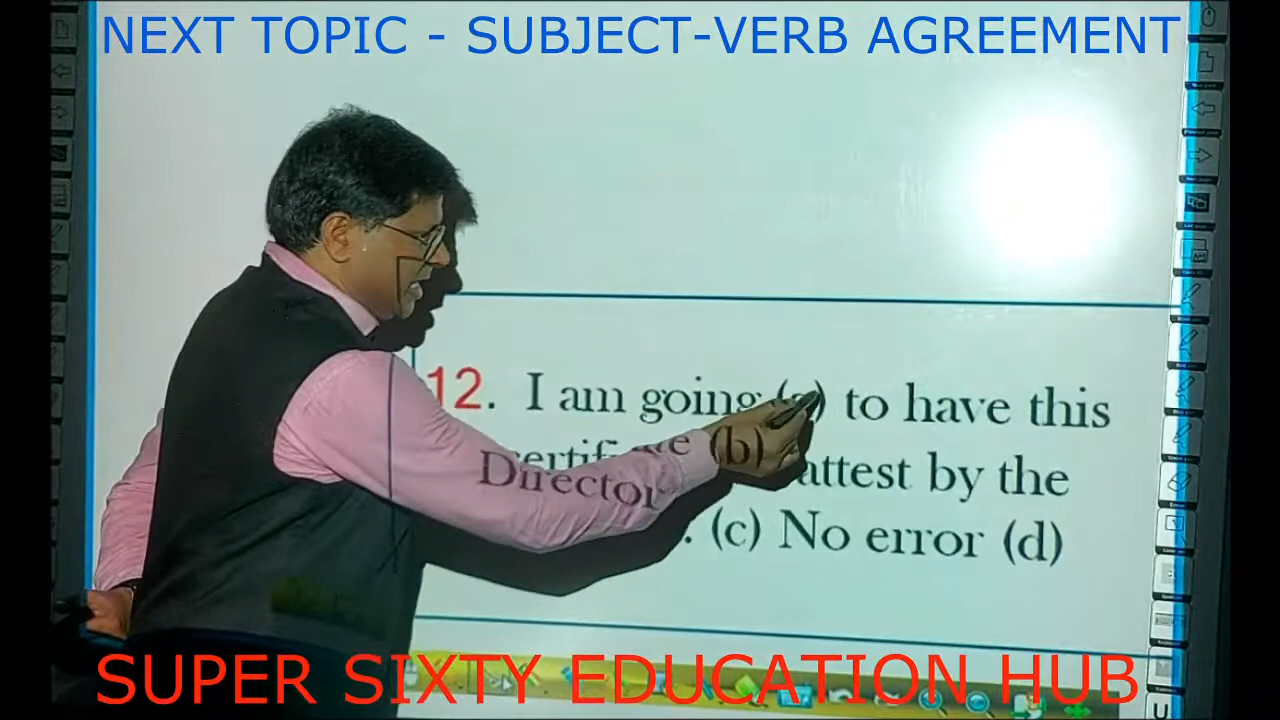 NEXT TOPIC - SUBJECT-VERB AGREEMENT
12. I am going (a) to have this
certificate (b) attest by the
Director. (c) No error (d)
SUPER SIXTY EDUCATION HUB